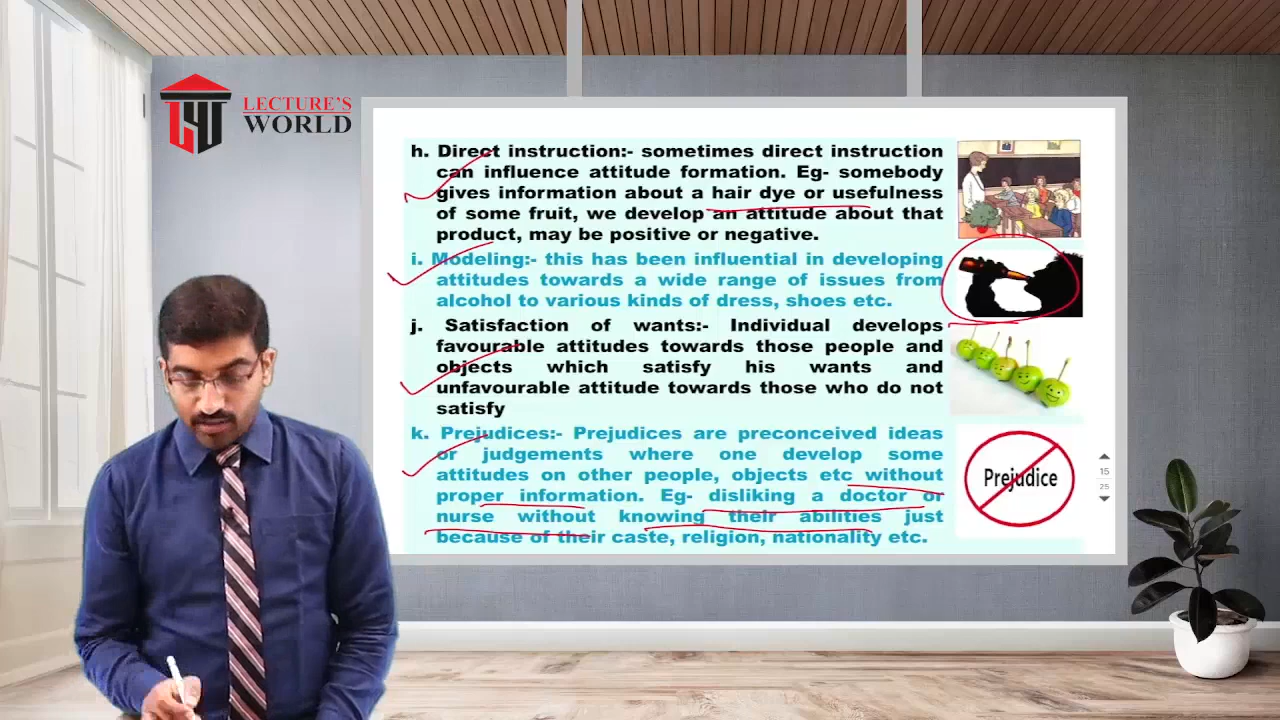 LECTURE'S
WORLD
h. Direct instruction:- sometimes direct instruction
can influence attitude formation. Eg- somebody
gives information about a hair dye or usefulness
of some fruit, we develop an attitude about that
product, may be positive or negative.
i. Modeling:- this has been influential in developing
attitudes towards a wide range of issues from
alcohol to various kinds of dress, shoes etc.
j. Satisfaction of wants:- Individual develops
favourable attitudes towards those people and
objects which satisfy his wants and
unfavourable attitude towards those who do not
satisfy
k. Prejudices:- Prejudices are preconceived ideas
or judgements where one develop some
attitudes on other people, objects etc without
proper information. Eg- disliking a doctor or
nurse without knowing their abilities just
because of their caste, religion, nationality etc.
Prejudice
15
25